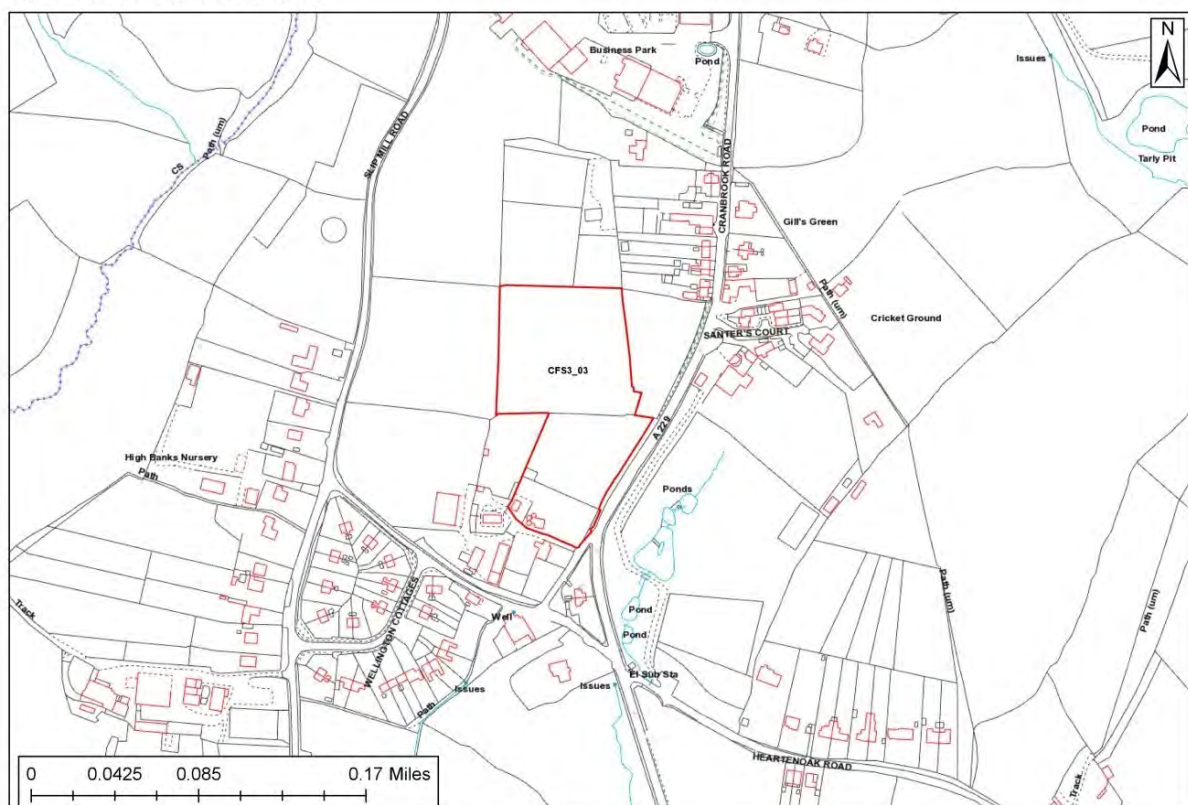 Business Park
Pond
N
Issues
Pond
Tarly Pit
SLIP MILL ROAD
Path (um)
CS
CRANBROOK ROAD
Gill's Green
Path (um)
Cricket Ground
SANTER'S COURT
CFS3_03
A 229
High Banks Nursery
Path
Ponds
Track
WELLINGTON COTTAGES
Well
Pond
Pond
Path (um)
Path (um)
El Sub Sta
Issues
Issues
Path
HEARTENOAK ROAD
Track
0 0.0425 0.085 0.17 Miles